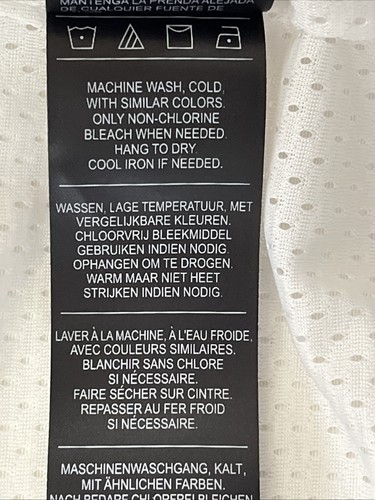 MANTENGA LA PRENDA ALEJADA
DE CUALQUIER FUENTE DE
MACHINE WASH, COLD,
WITH SIMILAR COLORS.
ONLY NON-CHLORINE
BLEACH WHEN NEEDED.
HANG TO DRY.
COOL IRON IF NEEDED.
WASSEN, LAGE TEMPERATUUR, MET
VERGELIJKBARE KLEUREN.
CHLOORVRIJ BLEEKMIDDEL
GEBRUIKEN INDIEN NODIG.
OPHANGEN OM TE DROGEN.
WARM MAAR NIET HEET
STRIJKEN INDIEN NODIG.
LAVER À LA MACHINE, À L'EAU FROIDE,
AVEC COULEURS SIMILAIRES.
BLANCHIR SANS CHLORE
SI NÉCESSAIRE.
FAIRE SÉCHER SUR CINTRE.
REPASSER AU FER FROID
SI NÉCESSAIRE.
MASCHINENWASCHGANG, KALT,
MIT ÄHNLICHEN FARBEN.
NACH BEDARF CHLORFREI BLEICHEN.